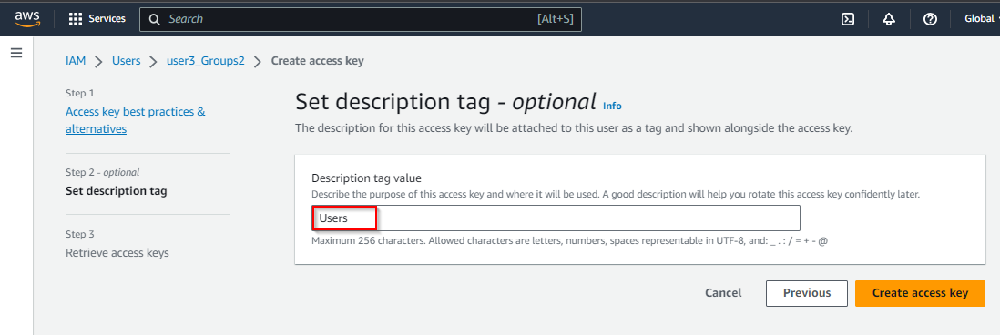 aws Services Search [Alt+S] Global
IAM > Users > user3_Groups2 > Create access key
Step 1
Access key best practices &
alternatives
Step 2 - optional
Set description tag
Step 3
Retrieve access keys
Set description tag - optional Info
The description for this access key will be attached to this user as a tag and shown alongside the access key.
Description tag value
Describe the purpose of this access key and where it will be used. A good description will help you rotate this access key confidently later.
Users
Maximum 256 characters. Allowed characters are letters, numbers, spaces representable in UTF-8, and: _ . : / = + - @
Cancel Previous Create access key